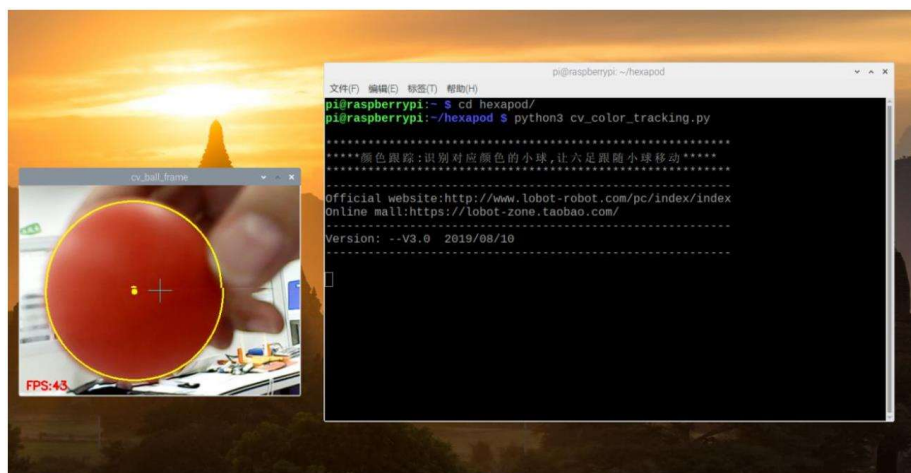 pi@raspberrypi: ~/hexapod
文件(F) 编辑(E) 标签(T) 帮助(H)
pi@raspberrypi:~ $ cd hexapod/
pi@raspberrypi:~/hexapod $ python3 cv_color_tracking.py
**********************************************************
*****颜色跟踪:识别对应颜色的小球,让六足跟随小球移动*****
**********************************************************
----------------------------------------------------------
Official website:http://www.lobot-robot.com/pc/index/index
Online mall:https://lobot-zone.taobao.com/
----------------------------------------------------------
Version: --V3.0  2019/08/10
----------------------------------------------------------
cv_ball_frame
FPS:43